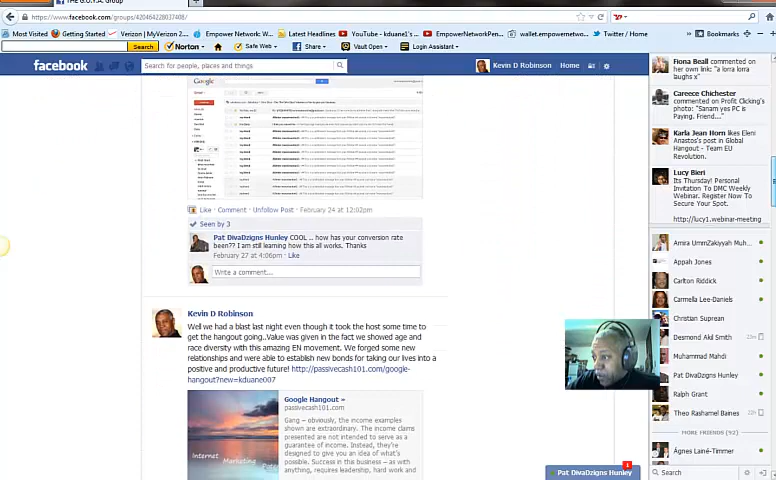 THE G.O.Y.A. Group
https://www.facebook.com/groups/420464228037408/
Most Visited Getting Started Verizon | MyVerizon 2... Empower Network: W... Latest Headlines YouTube - kduane1's ... EmpowerNetworkPen... wallet.empowernetwo... Twitter / Home Bookmarks
Search Norton Safe Web Share Vault Open Login Assistant
facebook Search for people, places and things Kevin D Robinson Home
Google
Like · Comment · Unfollow Post · February 24 at 12:02pm
Seen by 3
Pat DivaDzigns Hunley COOL .. how has your conversion rate
been?? I am still learning how this all works. Thanks
February 27 at 4:06pm · Like
Write a comment...
Kevin D Robinson
Well we had a blast last night even though it took the host some time to
get the hangout going..Value was given in the fact we showed age and
race diversity with this amazing EN movement. We forged some new
relationships and were able to establish new bonds for taking our lives into a
positive and productive future! http://passivecash101.com/google-
hangout?new=kduane007
Internet
Marketing
Google Hangout »
passivecash101.com
Gang – obviously, the income examples
shown are extraordinary. The income claims
presented are not intended to serve as a
guarantee of income. Instead, they're
designed to give you an idea of what's
possible. Success in this business – as with
anything, requires leadership, hard work and
Fiona Beall commented on
her own link: "a lorra lorra
laughs x"
Careece Chichester
commented on Profit Clicking's
photo: "Sanam yes PC is
Paying. Friend..."
Karla Jean Horn likes Eleni
Anastos's post in Global
Hangout - Team EU
Revolution.
Lucy Bieri
Its Thursday! Personal
Invitation To DMC Weekly
Webinar. Register Now To
Secure Your Spot.
http://lucy1.webinar-meeting
Amira UmmZakiyyah Muh...
Appah Jones
Carlton Riddick
Carmella Lee-Daniels
Christian Suprean
Desmond Akil Smith
Muhammad Mahdi
Pat DivaDzigns Hunley
Ralph Grant
Theo Rashamel Baines
MORE FRIENDS (92)
Agnes Lainé-Timmer
Search
Pat DivaDzigns Hunley
1